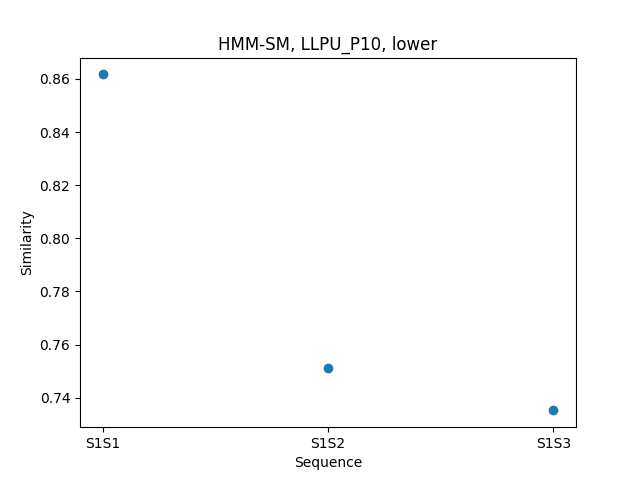 HMM-SM, LLPU_P10, lower
0.86
0.84
0.82
0.80
0.78
0.76
0.74
Similarity
S1S1 S1S2 S1S3
Sequence